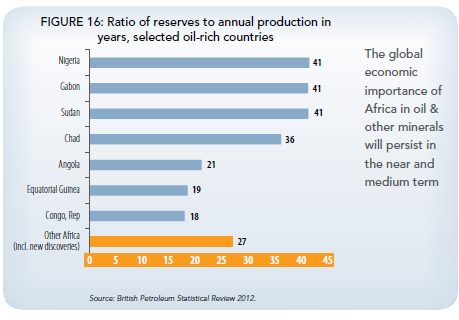 FIGURE 16: Ratio of reserves to annual production in
years, selected oil-rich countries
Nigeria 41
Gabon 41
Sudan 41
Chad 36
Angola 21
Equatorial Guinea 19
Congo, Rep 18
Other Africa
(Incl. new discoveries) 27
0 5 10 15 20 25 30 35 40 45
The global
economic
importance of
Africa in oil &
other minerals
will persist in
the near and
medium term
Source: British Petroleum Statistical Review 2012.